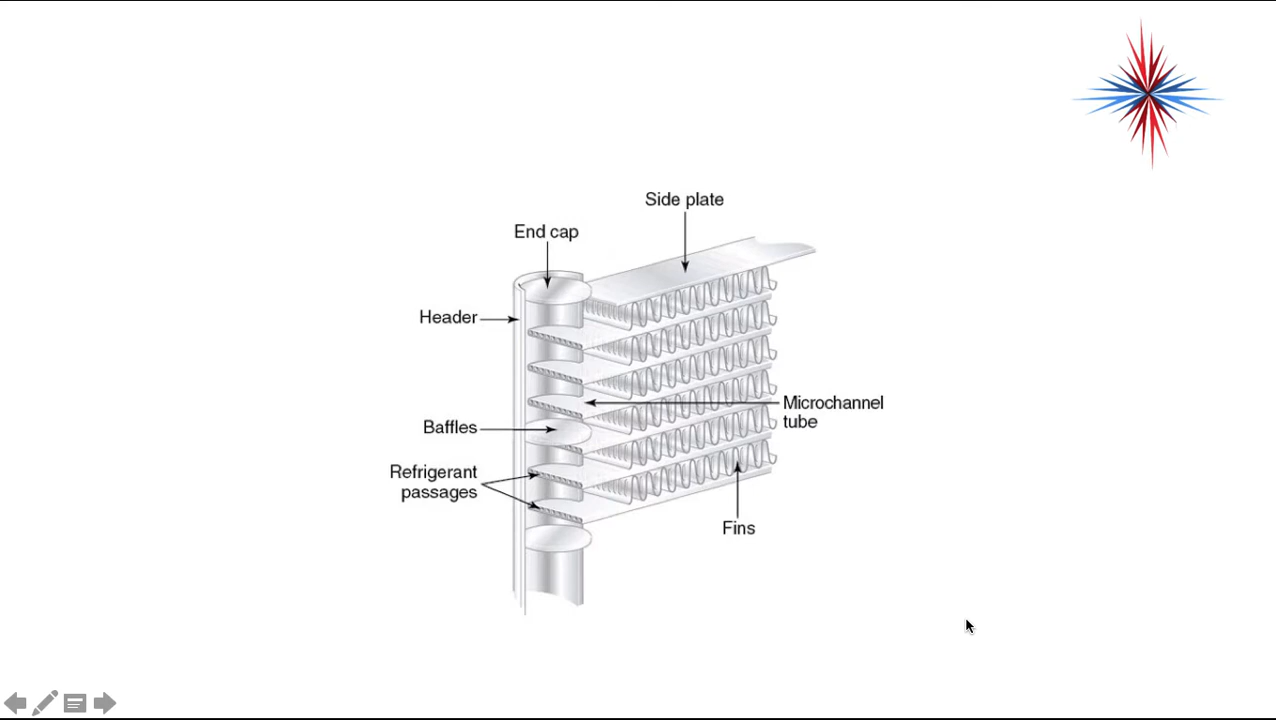 Side plate
End cap
Header
Microchannel
tube
Baffles
Refrigerant
passages
Fins